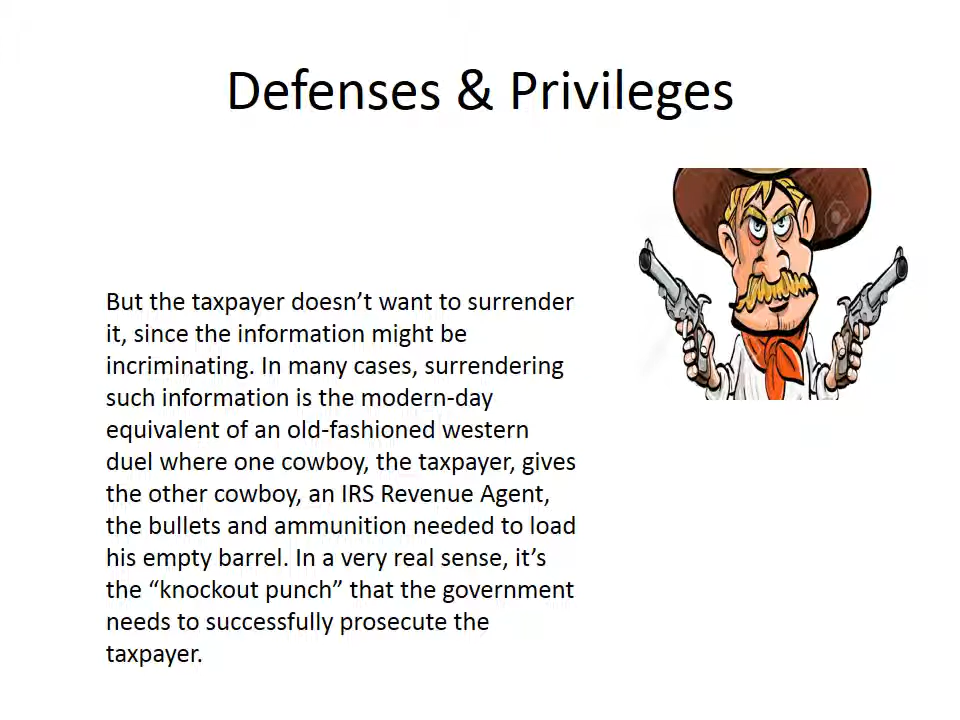 Defenses & Privileges
But the taxpayer doesn’t want to surrender
it, since the information might be
incriminating. In many cases, surrendering
such information is the modern-day
equivalent of an old-fashioned western
duel where one cowboy, the taxpayer, gives
the other cowboy, an IRS Revenue Agent,
the bullets and ammunition needed to load
his empty barrel. In a very real sense, it’s
the “knockout punch” that the government
needs to successfully prosecute the
taxpayer.